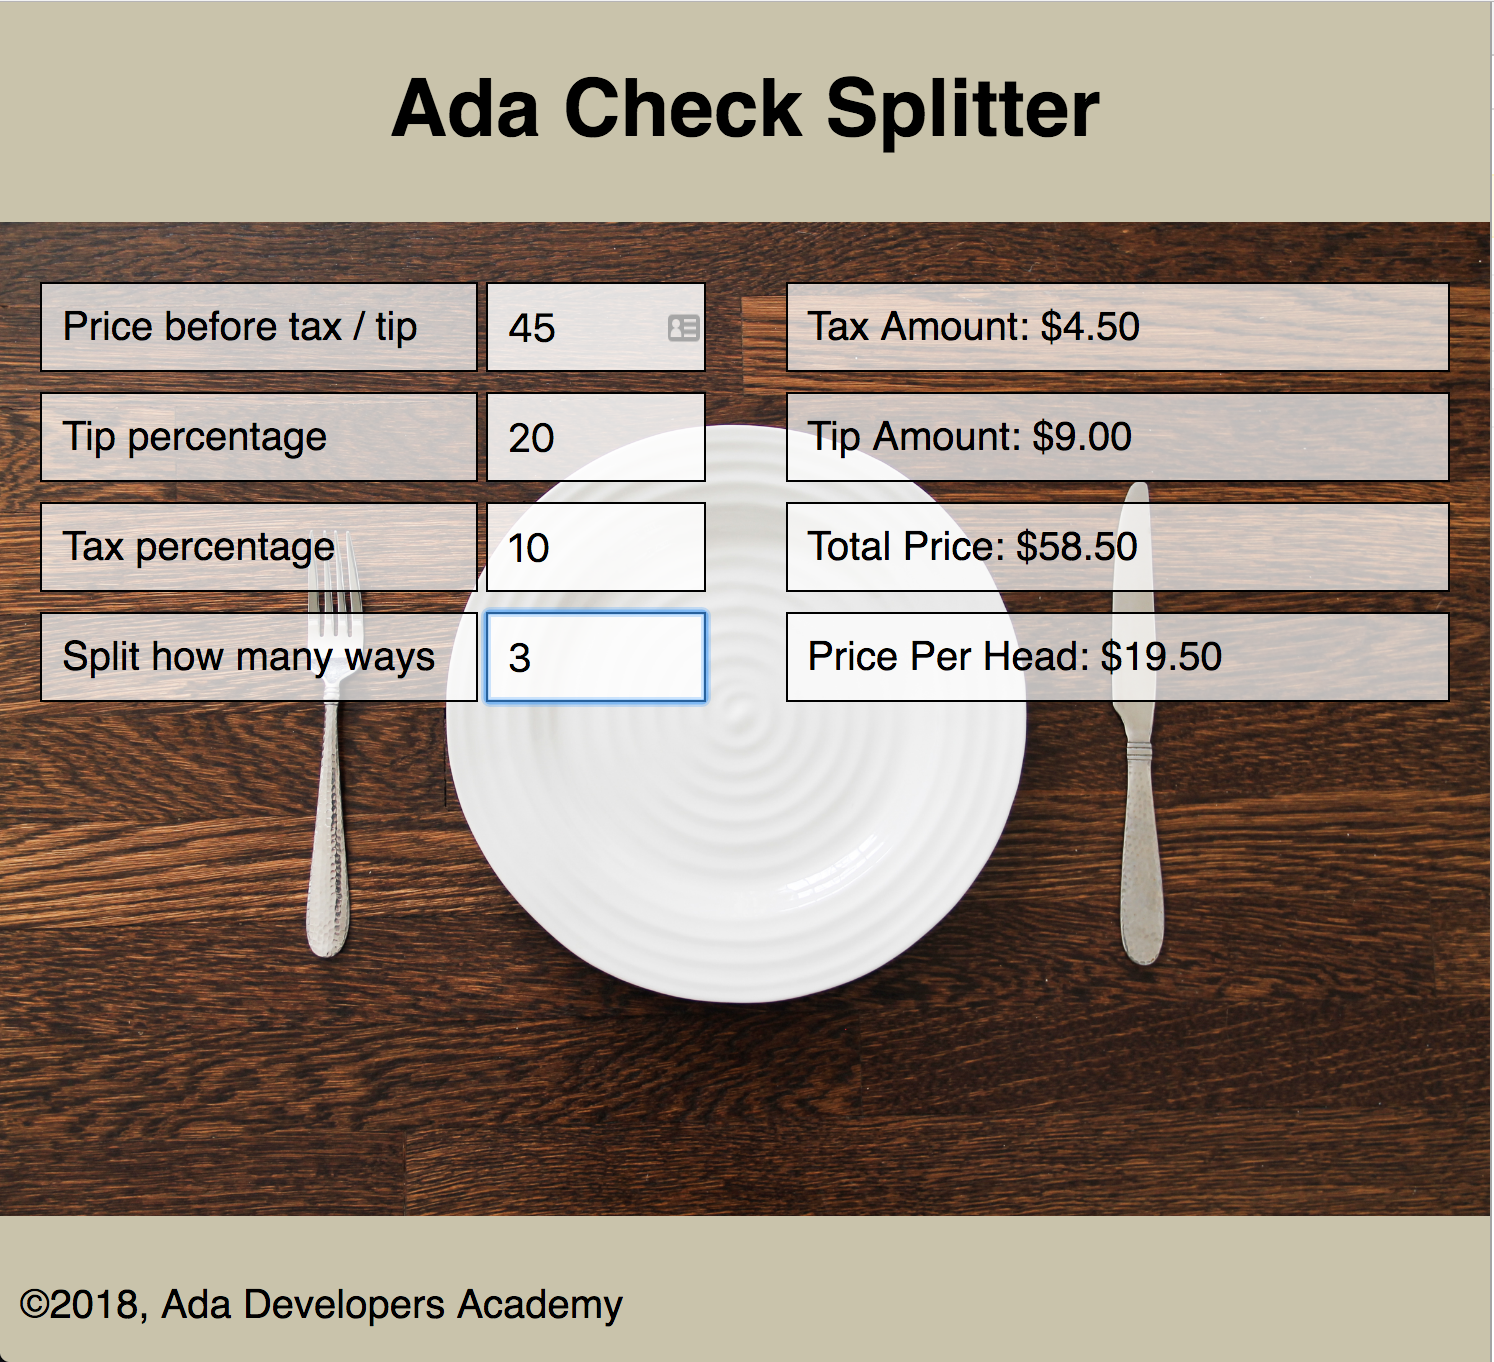 Ada Check Splitter
Price before tax / tip
45
Tip percentage
20
Tax percentage
10
Split how many ways
3
Tax Amount: $4.50
Tip Amount: $9.00
Total Price: $58.50
Price Per Head: $19.50
©2018, Ada Developers Academy